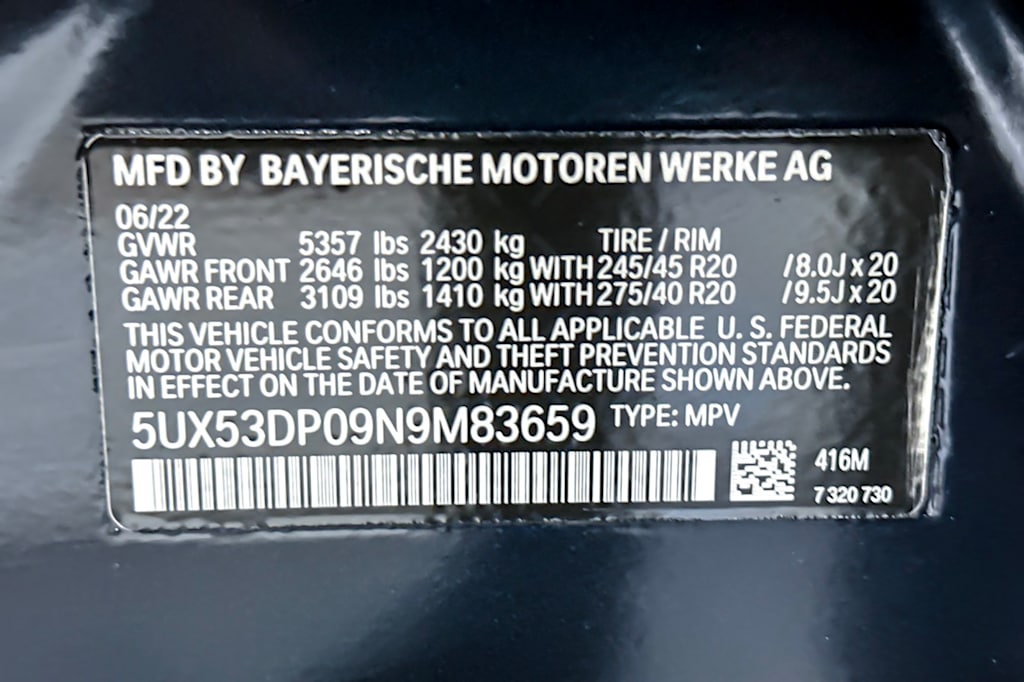 MFD BY BAYERISCHE MOTOREN WERKE AG
06/22
GVWR 5357 lbs 2430 kg TIRE / RIM
GAWR FRONT 2646 lbs 1200 kg WITH 245/45 R20 /8.0J x 20
GAWR REAR 3109 lbs 1410 kg WITH 275/40 R20 /9.5J x 20
THIS VEHICLE CONFORMS TO ALL APPLICABLE U. S. FEDERAL
MOTOR VEHICLE SAFETY AND THEFT PREVENTION STANDARDS
IN EFFECT ON THE DATE OF MANUFACTURE SHOWN ABOVE.
5UX53DP09N9M83659 TYPE: MPV
416M
7 320 730